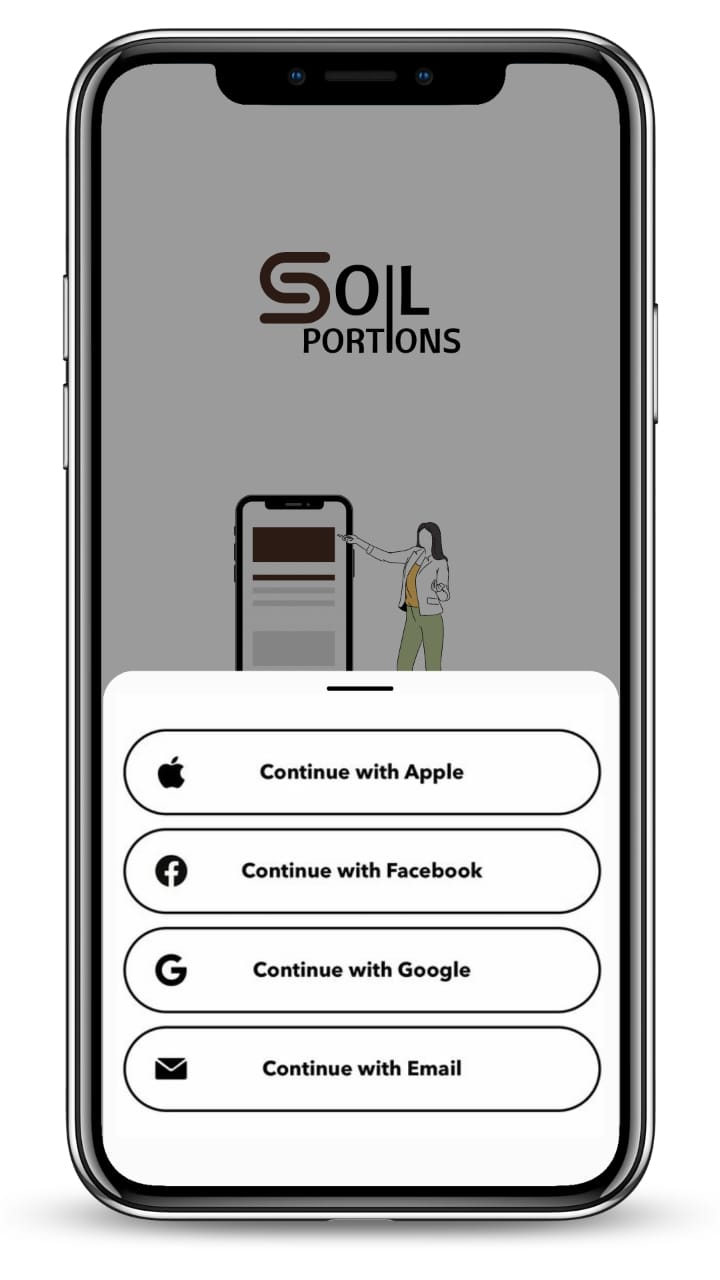 SOIL
PORTIONS
Continue with Apple
Continue with Facebook
Continue with Google
Continue with Email